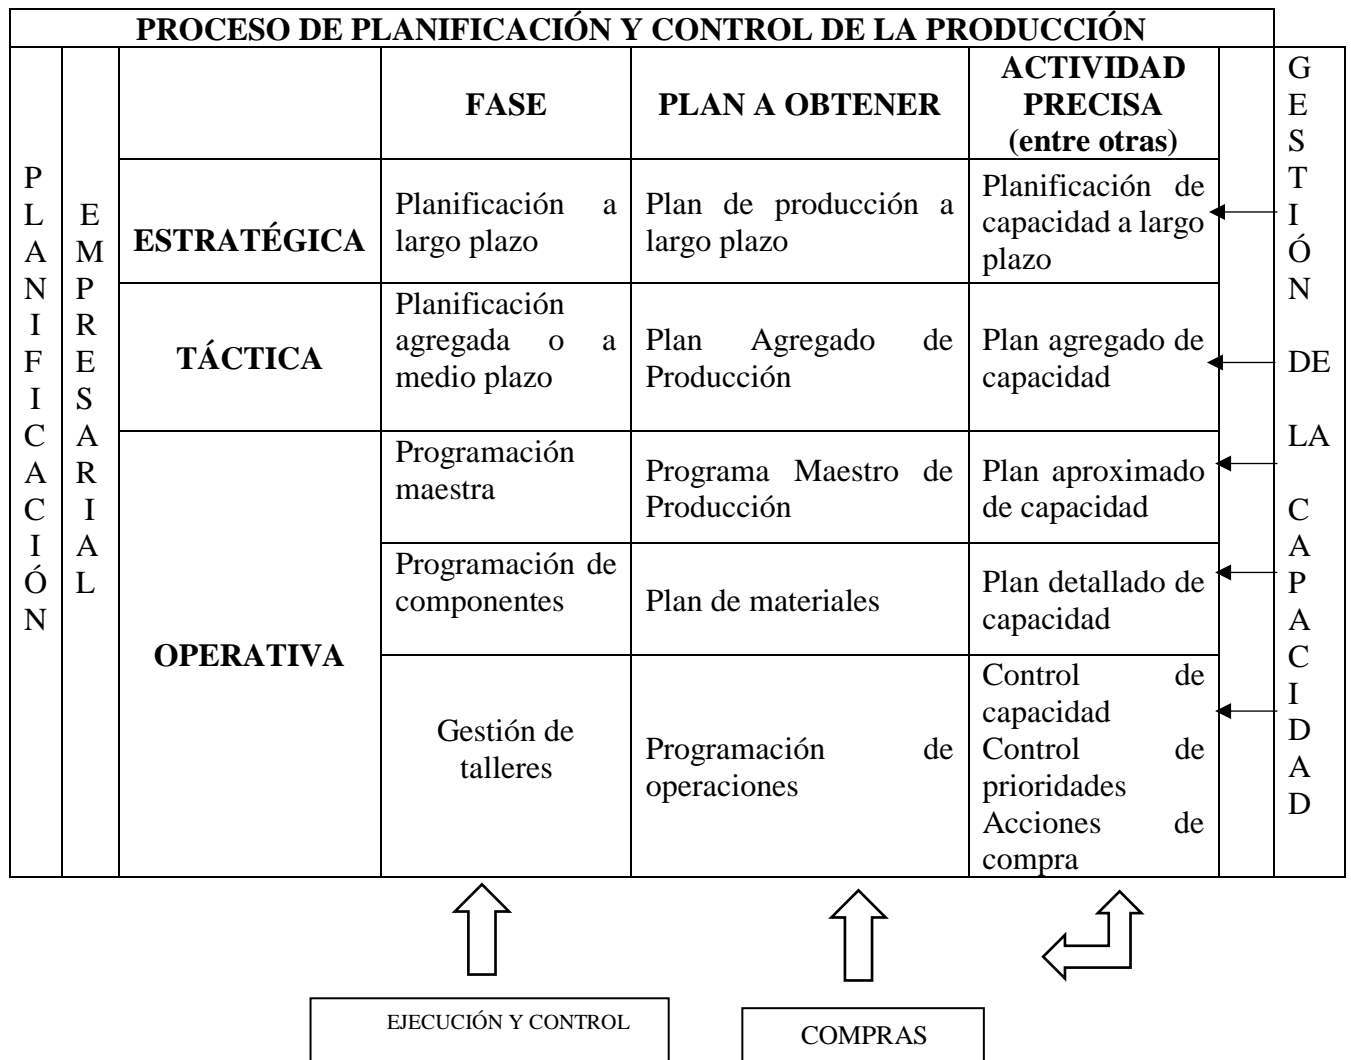 PROCESO DE PLANIFICACIÓN Y CONTROL DE LA PRODUCCIÓN
PLANIFICACIÓN
EMPRESARIAL
FASE
PLAN A OBTENER
ACTIVIDAD
PRECISA
(entre otras)
ESTRATÉGICA
Planificación a
largo plazo
Plan de producción a
largo plazo
Planificación de
capacidad a largo
plazo
TÁCTICA
Planificación
agregada o a
medio plazo
Plan Agregado de
Producción
Plan agregado de
capacidad
OPERATIVA
Programación
maestra
Programa Maestro de
Producción
Plan aproximado
de capacidad
Programación de
componentes
Plan de materiales
Plan detallado de
capacidad
Gestión de
talleres
Programación de
operaciones
Control de
capacidad
Control de
prioridades
Acciones de
compra
GESTIÓN DE LA CAPACIDAD
EJECUCIÓN Y CONTROL
COMPRAS